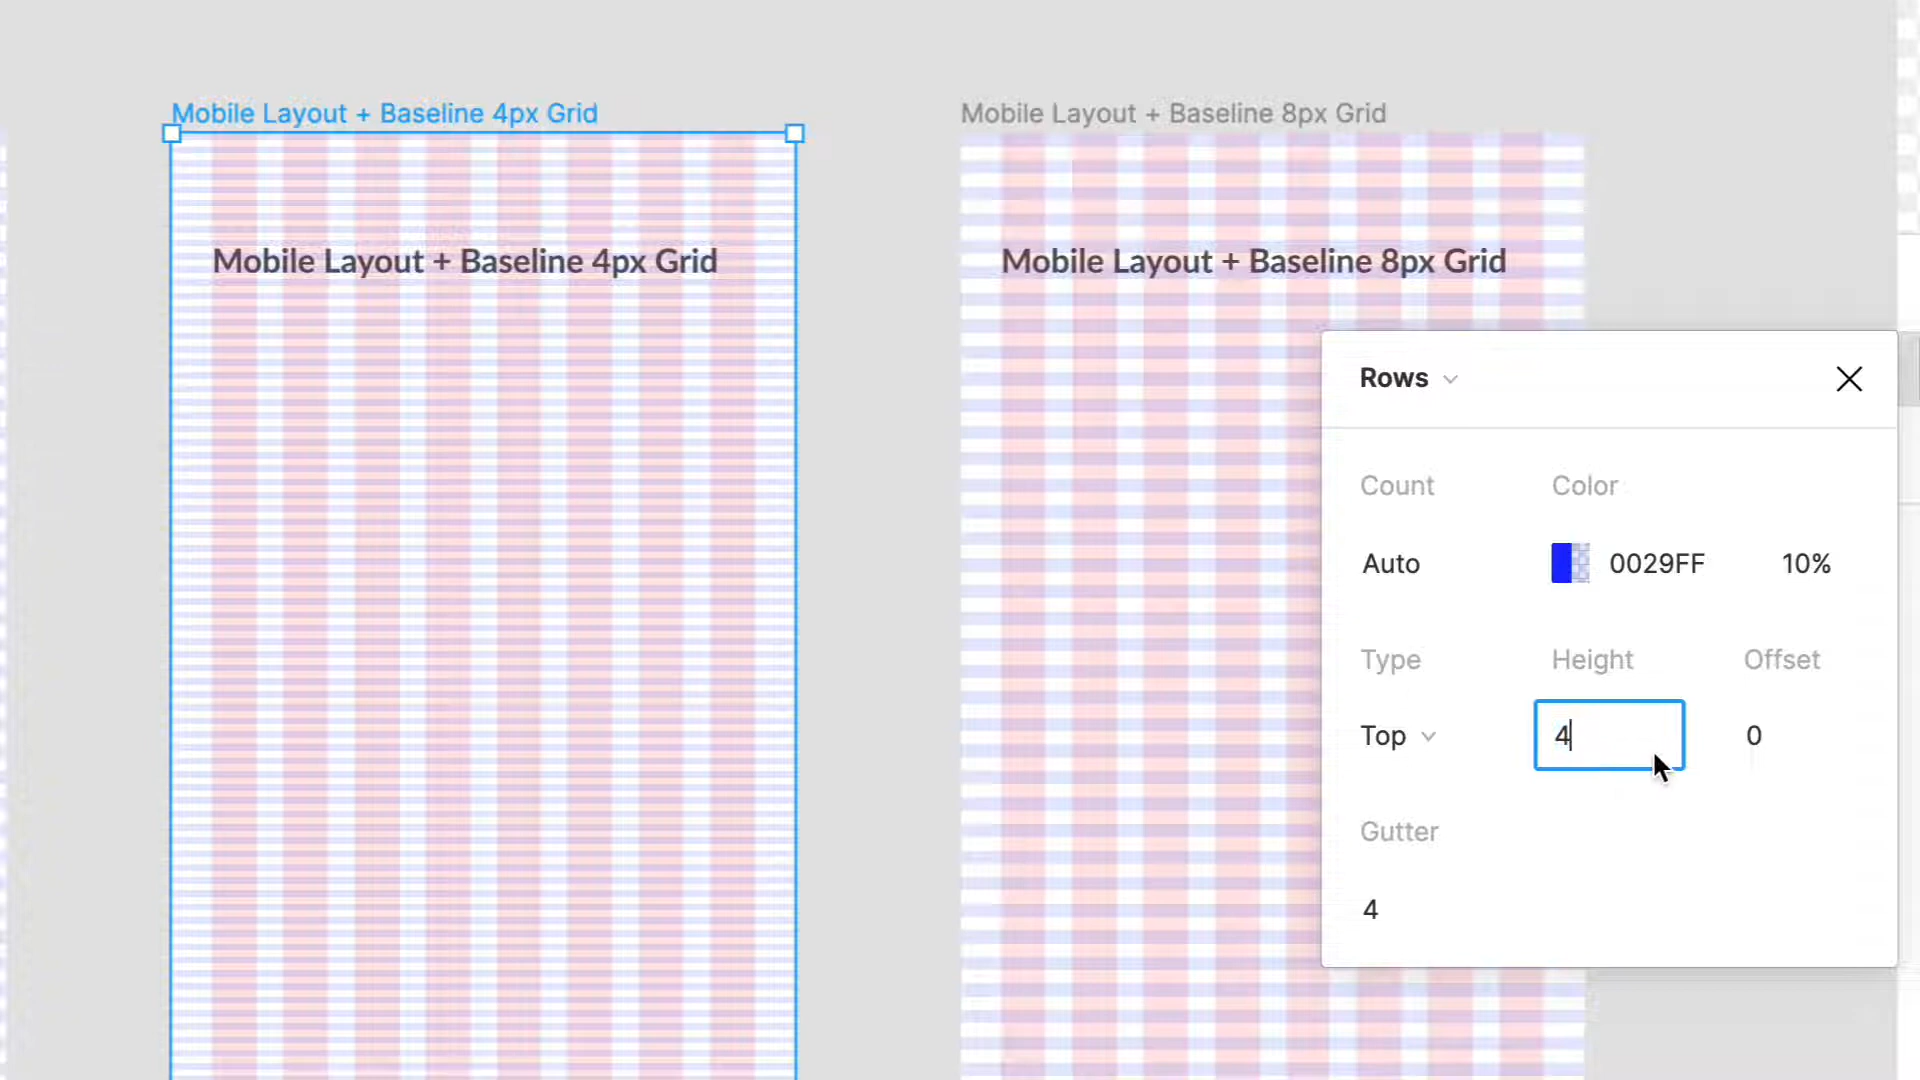 Mobile Layout + Baseline 4px Grid
Mobile Layout + Baseline 8px Grid
Mobile Layout + Baseline 4px Grid
Mobile Layout + Baseline 8px Grid
Rows
Count Color
Auto 0029FF 10%
Type Height Offset
Top 4 0
Gutter
4